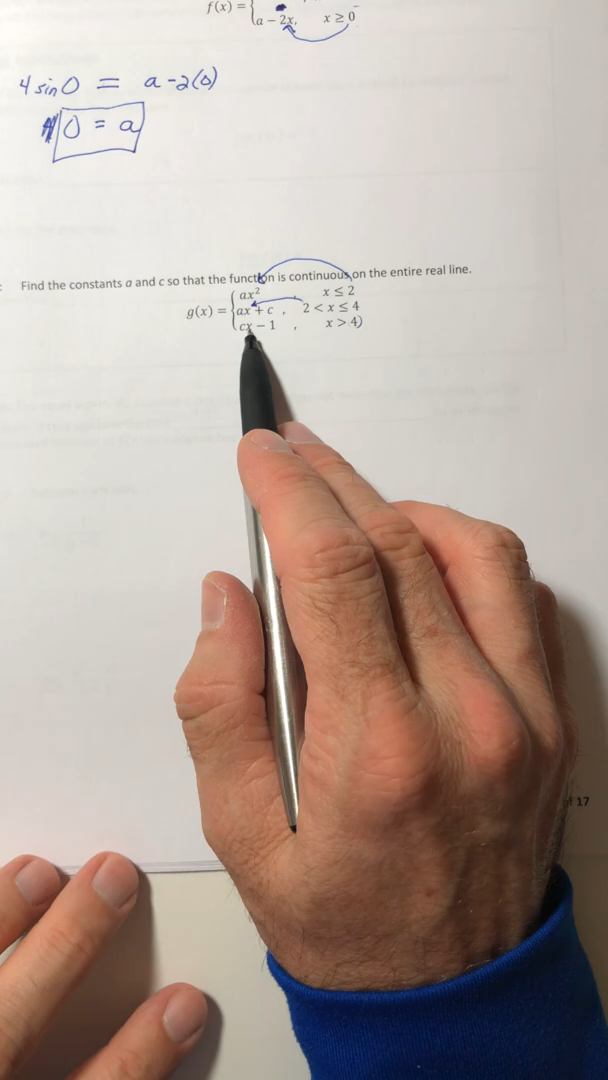 f(x) = {
a − 2x, x ≥ 0
4 sin 0 = a - 2(0)
0 = a
: Find the constants a and c so that the function is continuous on the entire real line.
ax² , x ≤ 2
g(x) = { ax + c , 2 < x ≤ 4
cx − 1 , x > 4)
17